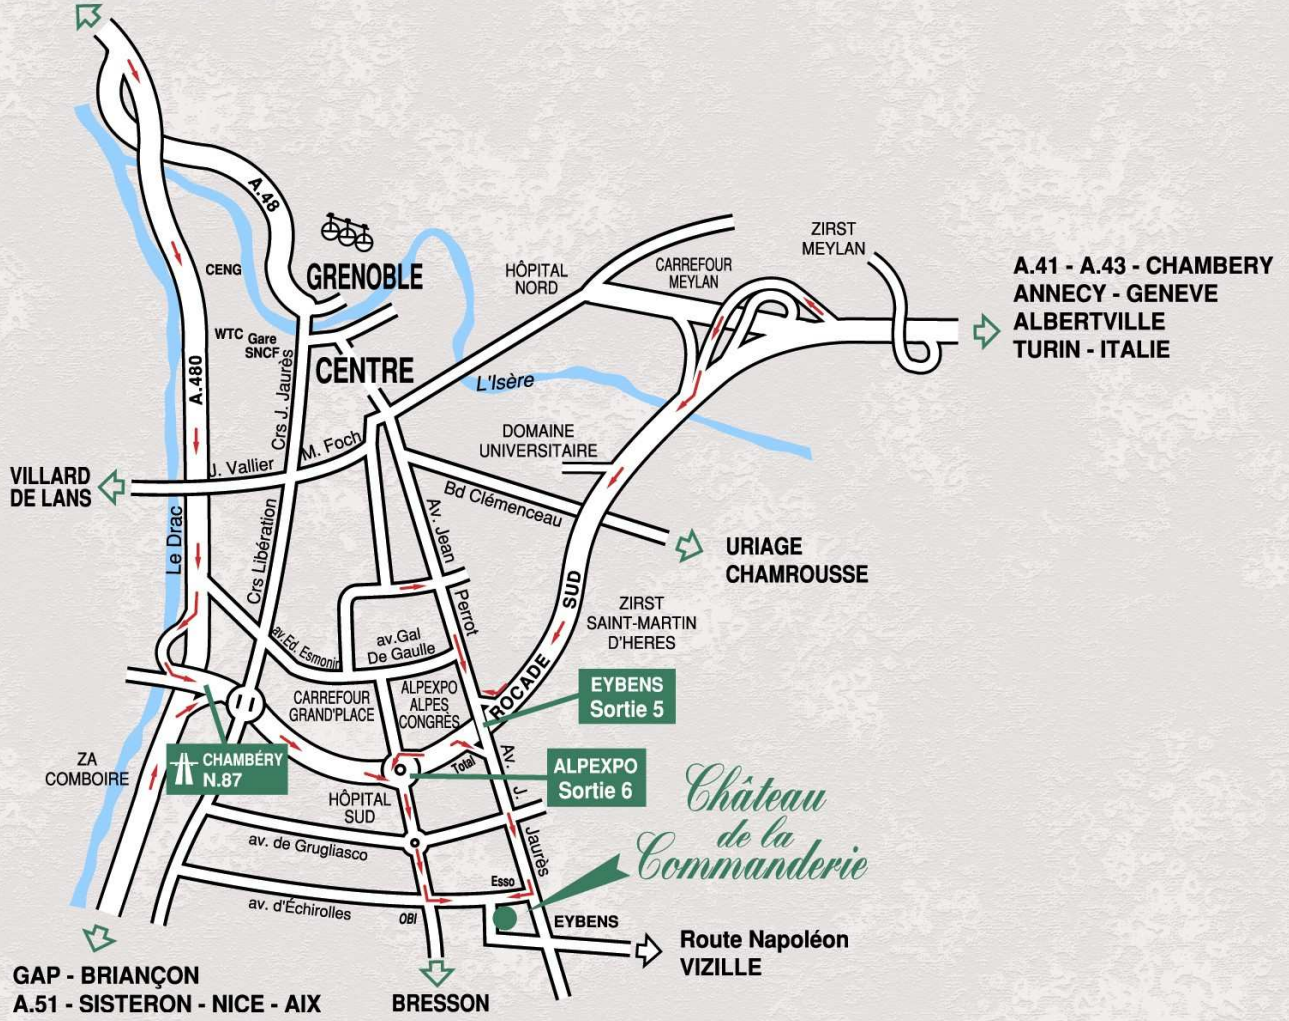 A.48
CENG
GRENOBLE
ZIRST
MEYLAN
HÔPITAL
NORD
CARREFOUR
MEYLAN
A.41 - A.43 - CHAMBERY
ANNECY - GENEVE
ALBERTVILLE
TURIN - ITALIE
WTC
Gare
SNCF
CENTRE
A.480
Crs J. Jaurès
L'Isère
M. Foch
J. Vallier
DOMAINE
UNIVERSITAIRE
VILLARD
DE LANS
Bd Clémenceau
Le Drac
Crs Libération
Av. Jean
Perrot
URIAGE
CHAMROUSSE
ROCADE
SUD
ZIRST
SAINT-MARTIN
D'HERES
av.Ed. Esmonin
av.Gal
De Gaulle
CARREFOUR
GRAND'PLACE
ALPEXPO
ALPES
CONGRÈS
EYBENS
Sortie 5
ZA
COMBOIRE
CHAMBÉRY
N.87
Total
ALPEXPO
Sortie 6
HÔPITAL
SUD
Av. J.
Jaurès
Château
de la
Commanderie
av. de Grugliasco
Esso
av. d'Échirolles
OBI
EYBENS
Route Napoléon
VIZILLE
GAP - BRIANÇON
A.51 - SISTERON - NICE - AIX
BRESSON